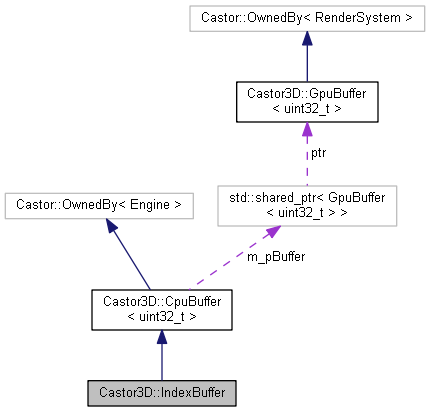 Castor::OwnedBy< RenderSystem >
Castor3D::GpuBuffer
< uint32_t >
ptr
std::shared_ptr< GpuBuffer
< uint32_t > >
Castor::OwnedBy< Engine >
m_pBuffer
Castor3D::CpuBuffer
< uint32_t >
Castor3D::IndexBuffer